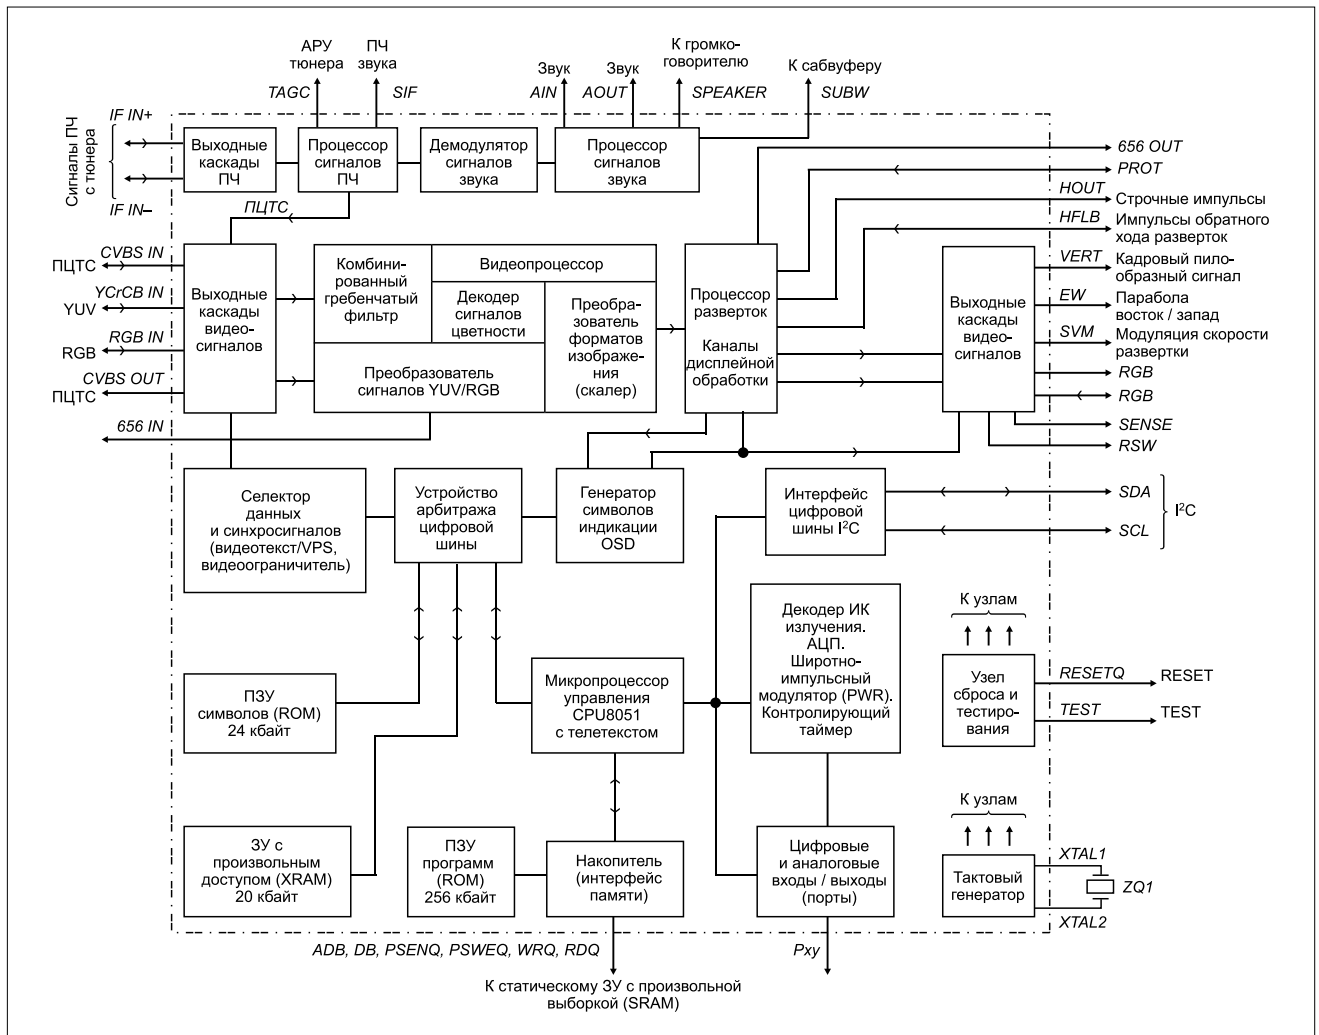 АРУ
тюнера
ПЧ
звука
Звук
Звук
К громко-
говорителю
К сабвуферу
TAGC
SIF
AIN
AOUT
SPEAKER
SUBW
Сигналы ПЧ
с тюнера
IF IN+
IF IN–
Выходные
каскады
ПЧ
Процессор
сигналов
ПЧ
Демодулятор
сигналов
звука
Процессор
сигналов
звука
656 OUT
PROT
HOUT
Строчные импульсы
HFLB
Импульсы обратного
хода разверток
VERT
Кадровый пило-
образный сигнал
EW
Парабола
восток / запад
SVM
Модуляция скорости
развертки
RGB
RGB
SENSE
RSW
ПЦТС
CVBS IN
ПЦТС
YCrCB IN
YUV
RGB IN
RGB
CVBS OUT
ПЦТС
656 IN
Выходные
каскады
видео-
сигналов
Комбини-
рованный
гребенчатый
фильтр
Видеопроцессор
Декодер
сигналов
цветности
Преобра-
зователь
форматов
изображе-
ния
(скалер)
Преобразователь
сигналов YUV/RGB
Процессор
разверток
Каналы
дисплейной
обработки
Выходные
каскады
видео-
сигналов
Селектор
данных
и синхросигналов
(видеотекст/VPS,
видеоограничитель)
Устройство
арбитража
цифровой
шины
Генератор
символов
индикации
OSD
Интерфейс
цифровой
шины I²C
SDA
SCL
I²C
ПЗУ
символов (ROM)
24 кбайт
Микропроцессор
управления
CPU8051
с телетекстом
Декодер ИК
излучения.
АЦП.
Широтно-
импульсный
модулятор (PWR).
Контролирующий
таймер
К узлам
Узел
сброса и
тестиро-
вания
RESETQ
RESET
TEST
TEST
ЗУ с
произвольным
доступом (XRAM)
20 кбайт
ПЗУ
программ
(ROM)
256 кбайт
Накопитель
(интерфейс
памяти)
Цифровые
и аналоговые
входы / выходы
(порты)
К узлам
Тактовый
генератор
XTAL1
ZQ1
XTAL2
ADB, DB, PSENQ, PSWEQ, WRQ, RDQ
Pxy
К статическому ЗУ с произвольной
выборкой (SRAM)